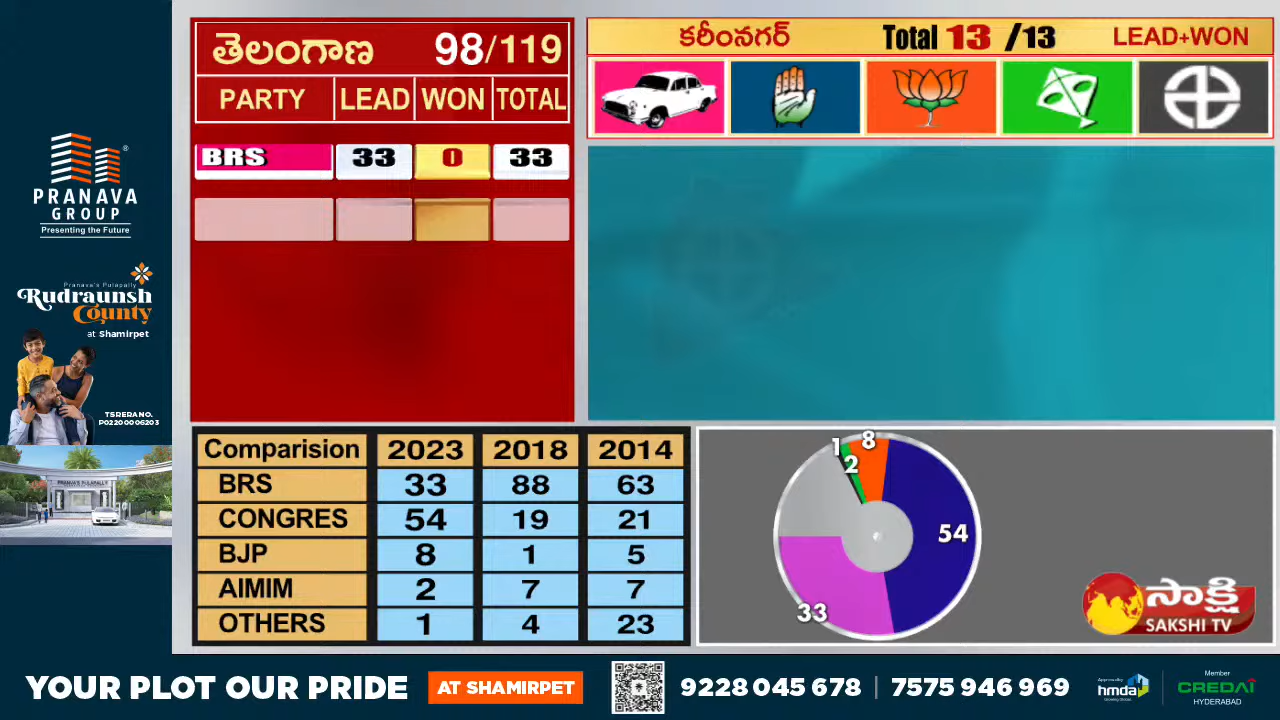 PRANAVA
GROUP
Presenting the Future
Pranava's Pulapally
Rudraunsh
County
at Shamirpet
TSRERA NO.
P02200006203
PRANAVA'S PULAPALLY
తెలంగాణ 98/119
PARTY LEAD WON TOTAL
BRS 33 0 33
కరీంనగర్ Total 13 /13 LEAD+WON
Comparision 2023 2018 2014
BRS 33 88 63
CONGRES 54 19 21
BJP 8 1 5
AIMIM 2 7 7
OTHERS 1 4 23
1 8
2
54
33
సాక్షి
SAKSHI TV
YOUR PLOT OUR PRIDE AT SHAMIRPET 9228 045 678 | 7575 946 969
Approved by
hmda
Member
CREDAI
HYDERABAD